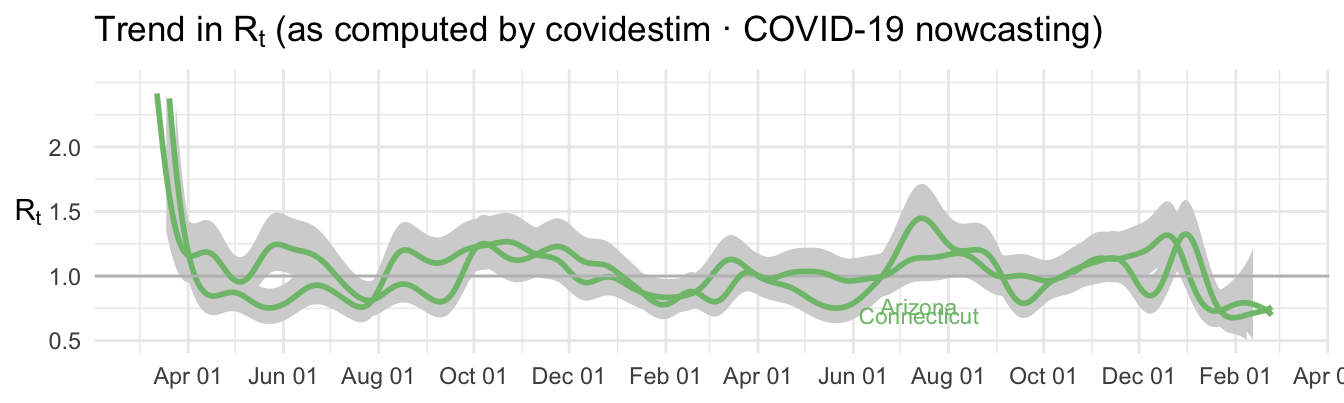 Trend in Rt (as computed by covidestim · COVID-19 nowcasting)
2.0
Rt 1.5
1.0
0.5
Arizona
Connecticut
Apr 01 Jun 01 Aug 01 Oct 01 Dec 01 Feb 01 Apr 01 Jun 01 Aug 01 Oct 01 Dec 01 Feb 01 Apr 0